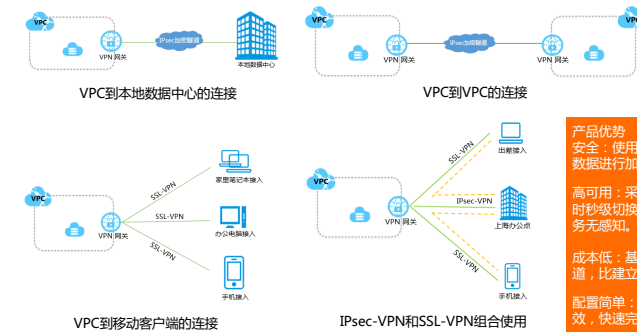 VPC
VPN 网关
IPsec加密隧道
本地数据中心
VPC到本地数据中心的连接
VPC
VPN 网关
IPsec加密隧道
VPN 网关
VPC到VPC的连接
VPC
VPN 网关
SSL-VPN
家里笔记本接入
SSL-VPN
办公电脑接入
SSL-VPN
手机接入
VPC到移动客户端的连接
VPC
VPN 网关
SSL-VPN
出差接入
IPsec-VPN
上海办公点
SSL-VPN
手机接入
IPsec-VPN和SSL-VPN组合使用
产品优势
安全：使用
数据进行加
高可用：采
时秒级切换
务无感知。
成本低：基
道，比建立
配置简单：
效，快速完